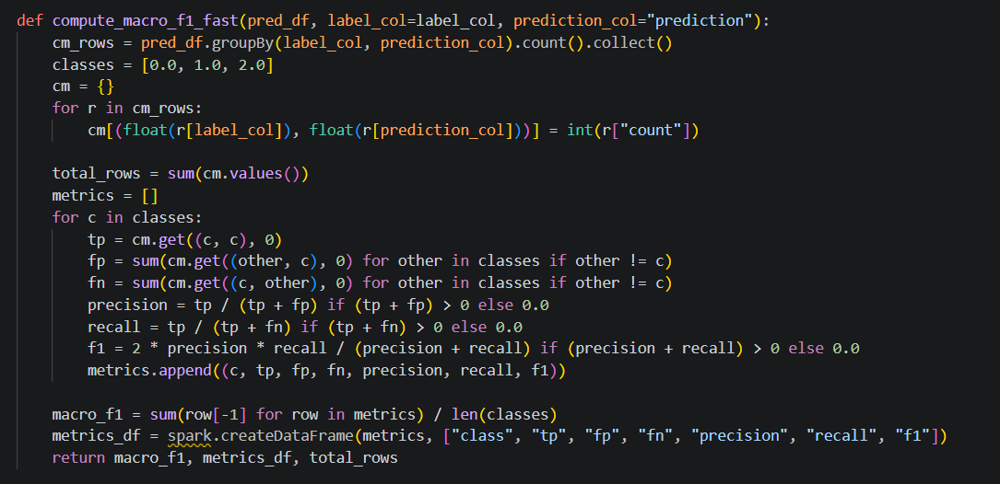 def compute_macro_f1_fast(pred_df, label_col=label_col, prediction_col="prediction"):
    cm_rows = pred_df.groupBy(label_col, prediction_col).count().collect()
    classes = [0.0, 1.0, 2.0]
    cm = {}
    for r in cm_rows:
        cm[(float(r[label_col]), float(r[prediction_col]))] = int(r["count"])

    total_rows = sum(cm.values())
    metrics = []
    for c in classes:
        tp = cm.get((c, c), 0)
        fp = sum(cm.get((other, c), 0) for other in classes if other != c)
        fn = sum(cm.get((c, other), 0) for other in classes if other != c)
        precision = tp / (tp + fp) if (tp + fp) > 0 else 0.0
        recall = tp / (tp + fn) if (tp + fn) > 0 else 0.0
        f1 = 2 * precision * recall / (precision + recall) if (precision + recall) > 0 else 0.0
        metrics.append((c, tp, fp, fn, precision, recall, f1))

    macro_f1 = sum(row[-1] for row in metrics) / len(classes)
    metrics_df = spark.createDataFrame(metrics, ["class", "tp", "fp", "fn", "precision", "recall", "f1"])
    return macro_f1, metrics_df, total_rows